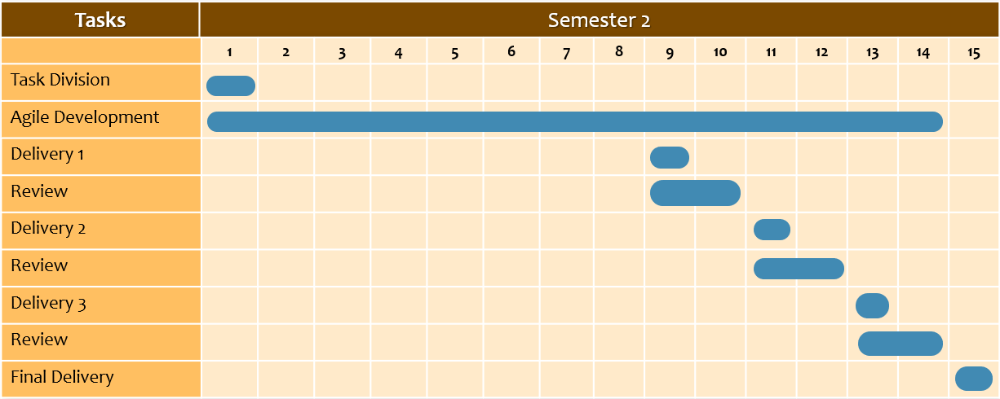 Tasks Semester 2
1 2 3 4 5 6 7 8 9 10 11 12 13 14 15
Task Division
Agile Development
Delivery 1
Review
Delivery 2
Review
Delivery 3
Review
Final Delivery